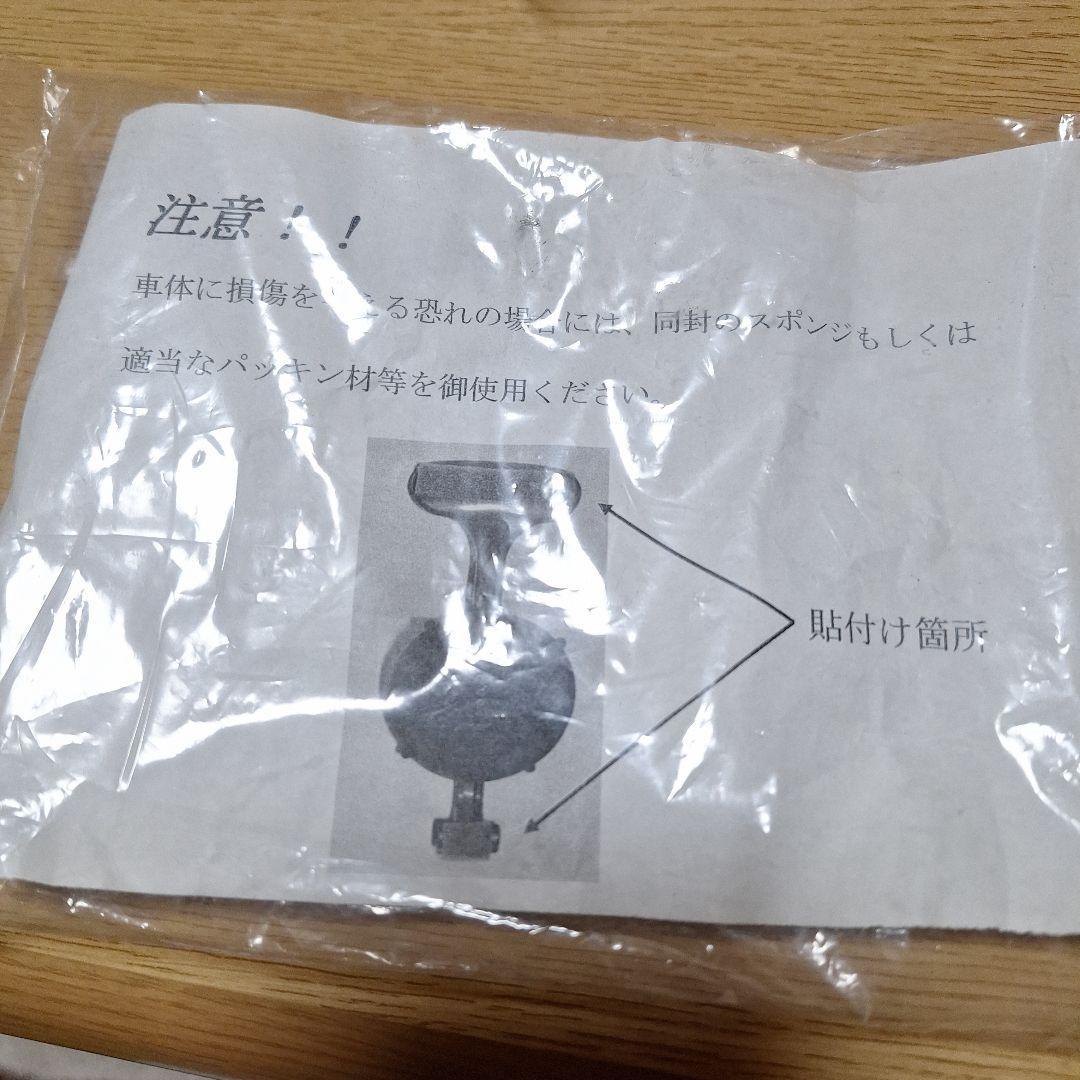 注意！！
車体に損傷を える恐れの場合には、同封のスポンジもしくは
適当なパッキン材等を御使用ください。
貼付け箇所